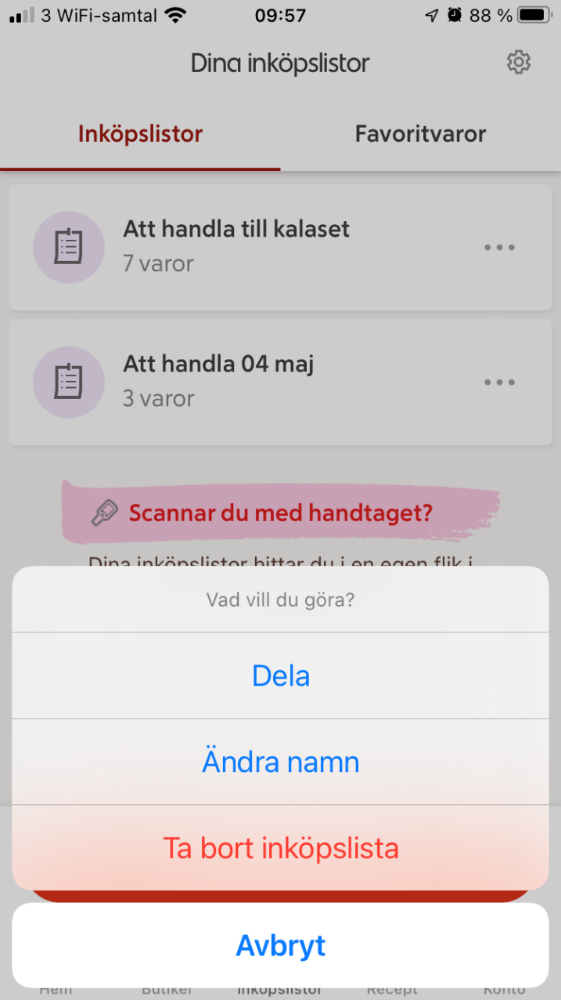 3 WiFi-samtal 09:57 88 %
Dina inköpslistor
Inköpslistor Favoritvaror
Att handla till kalaset
7 varor
Att handla 04 maj
3 varor
Scannar du med handtaget?
Dina inköpslistor hittar du i en egen flik i
Vad vill du göra?
Dela
Ändra namn
Ta bort inköpslista
Avbryt
Hem Butiker Inköpslistor Recept Konto